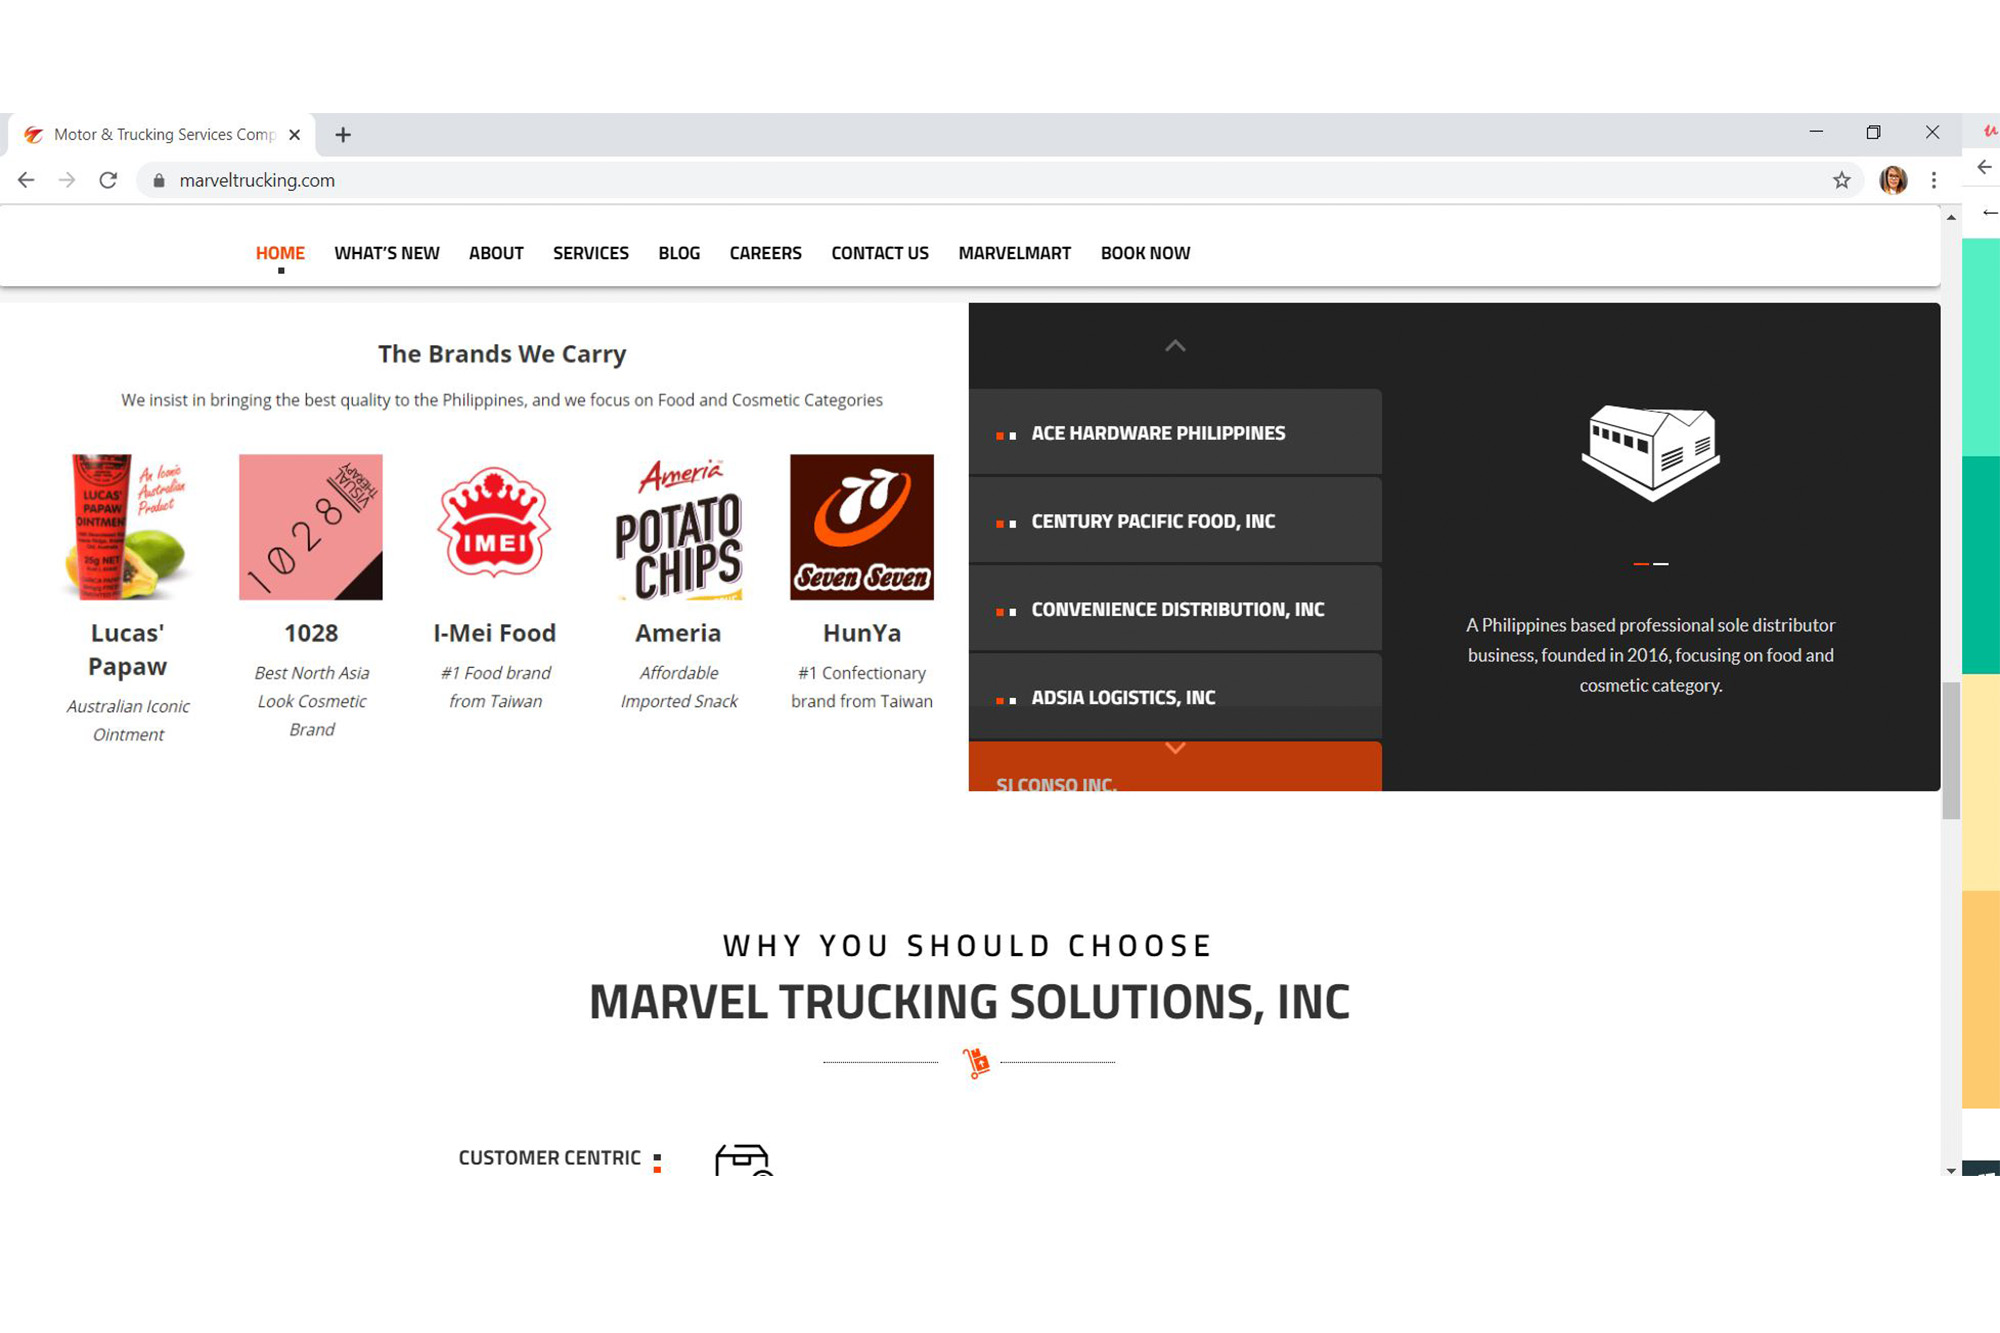 Motor & Trucking Services Comp
marveltrucking.com
HOME WHAT'S NEW ABOUT SERVICES BLOG CAREERS CONTACT US MARVELMART BOOK NOW
The Brands We Carry
We insist in bringing the best quality to the Philippines, and we focus on Food and Cosmetic Categories
An Iconic
Australian
Product
LUCAS'
PAPAW
OINTMENT
25g NET
1028
VISUAL
THERAPY
IMEI
Ameria
POTATO
CHIPS
77
Seven Seven
Lucas'
Papaw
Australian Iconic
Ointment
1028
Best North Asia
Look Cosmetic
Brand
I-Mei Food
#1 Food brand
from Taiwan
Ameria
Affordable
Imported Snack
HunYa
#1 Confectionary
brand from Taiwan
ACE HARDWARE PHILIPPINES
CENTURY PACIFIC FOOD, INC
CONVENIENCE DISTRIBUTION, INC
ADSIA LOGISTICS, INC
SI CONSO INC.
A Philippines based professional sole distributor
business, founded in 2016, focusing on food and
cosmetic category.
WHY YOU SHOULD CHOOSE
MARVEL TRUCKING SOLUTIONS, INC
CUSTOMER CENTRIC